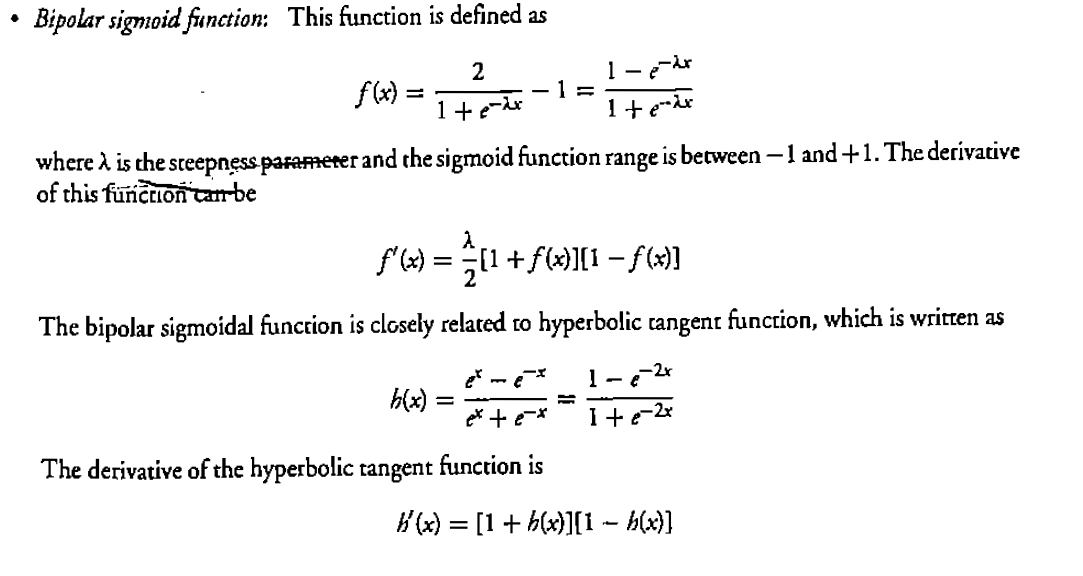 • Bipolar sigmoid function: This function is defined as
f(x) = 2 / (1 + e^{-λx}) − 1 = (1 − e^{-λx}) / (1 + e^{-λx})
where λ is the steepness parameter and the sigmoid function range is between −1 and +1. The derivative
of this function can be
f′(x) = λ/2 [1 + f(x)][1 − f(x)]
The bipolar sigmoidal function is closely related to hyperbolic tangent function, which is written as
h(x) = (e^x − e^{-x}) / (e^x + e^{-x}) = (1 − e^{-2x}) / (1 + e^{-2x})
The derivative of the hyperbolic tangent function is
h′(x) = [1 + h(x)][1 − h(x)]